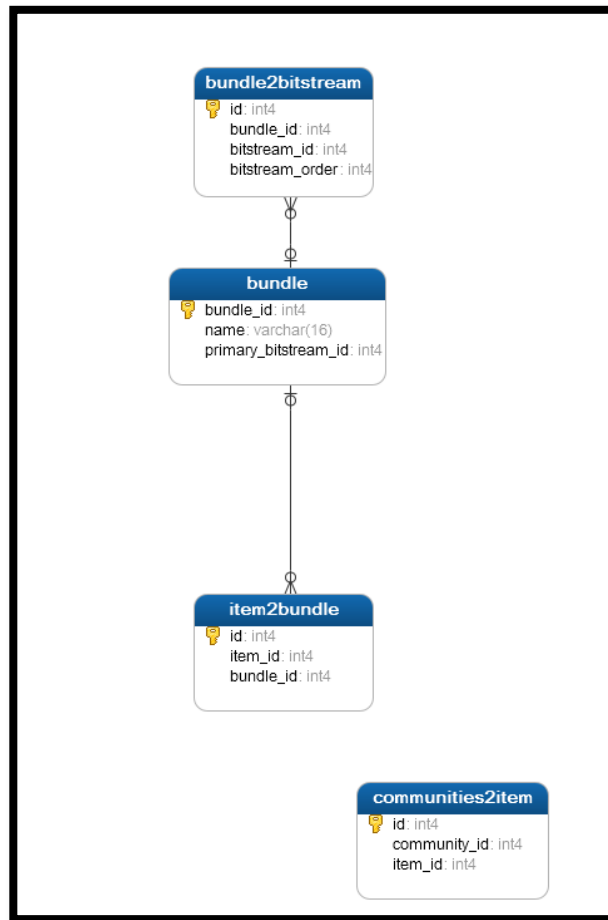 bundle2bitstream
id: int4
bundle_id: int4
bitstream_id: int4
bitstream_order: int4
bundle
bundle_id: int4
name: varchar(16)
primary_bitstream_id: int4
item2bundle
id: int4
item_id: int4
bundle_id: int4
communities2item
id: int4
community_id: int4
item_id: int4